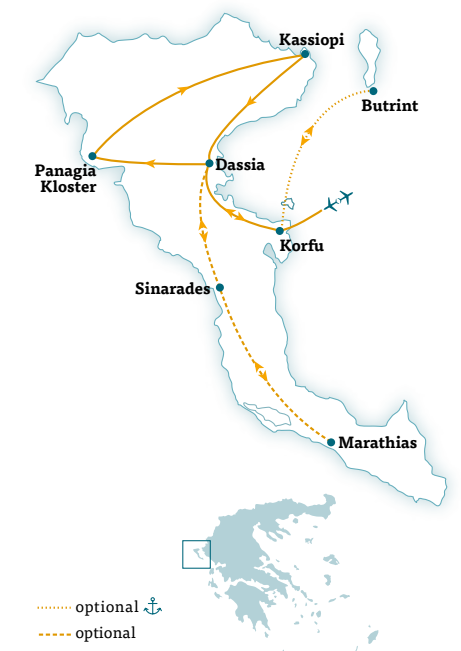 Kassiopi
Butrint
Panagia
Kloster
Dassia
Korfu
Sinarades
Marathias
optional
optional